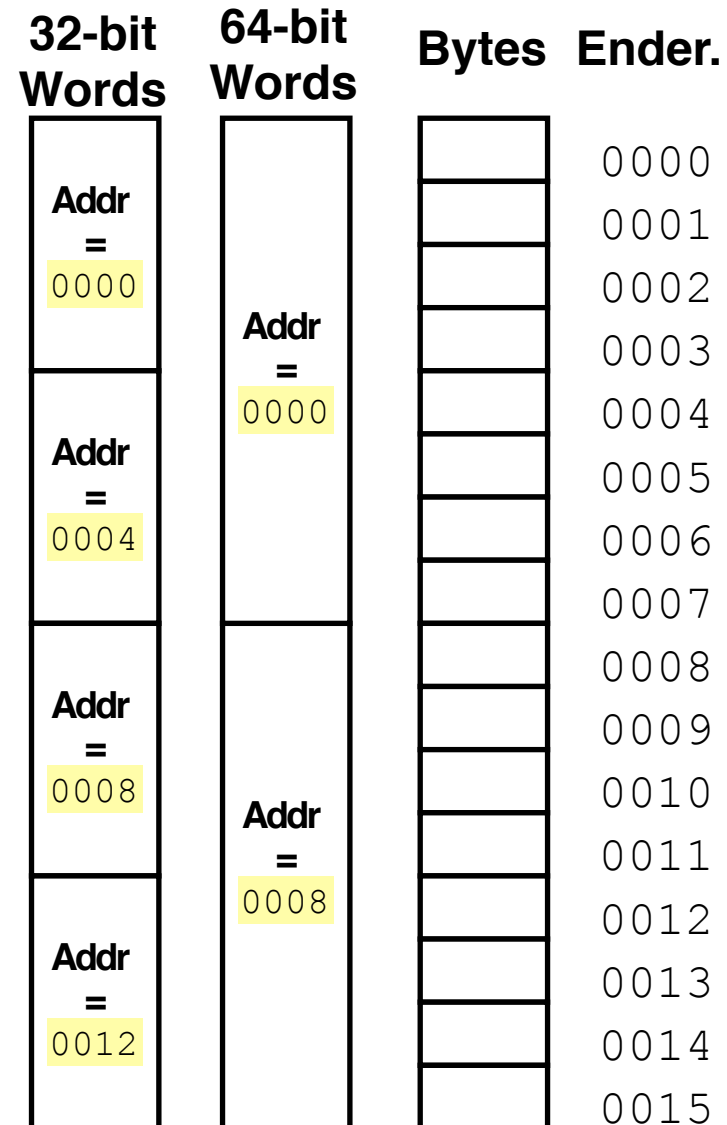 32-bit Words
64-bit Words
Bytes
Ender.
Addr
=
0000
Addr
=
0004
Addr
=
0008
Addr
=
0012
Addr
=
0000
Addr
=
0008
0000
0001
0002
0003
0004
0005
0006
0007
0008
0009
0010
0011
0012
0013
0014
0015